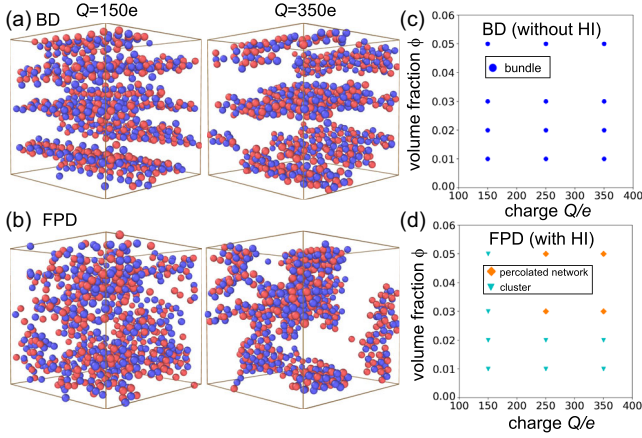 (a) BD Q=150e Q=350e
(b) FPD
(c) BD (without HI)
bundle
volume fraction ϕ
0.06
0.05
0.04
0.03
0.02
0.01
0.00
100 150 200 250 300 350 400
charge Q/e
(d) FPD (with HI)
percolated network
cluster
volume fraction ϕ
0.06
0.05
0.04
0.03
0.02
0.01
0.00
100 150 200 250 300 350 400
charge Q/e